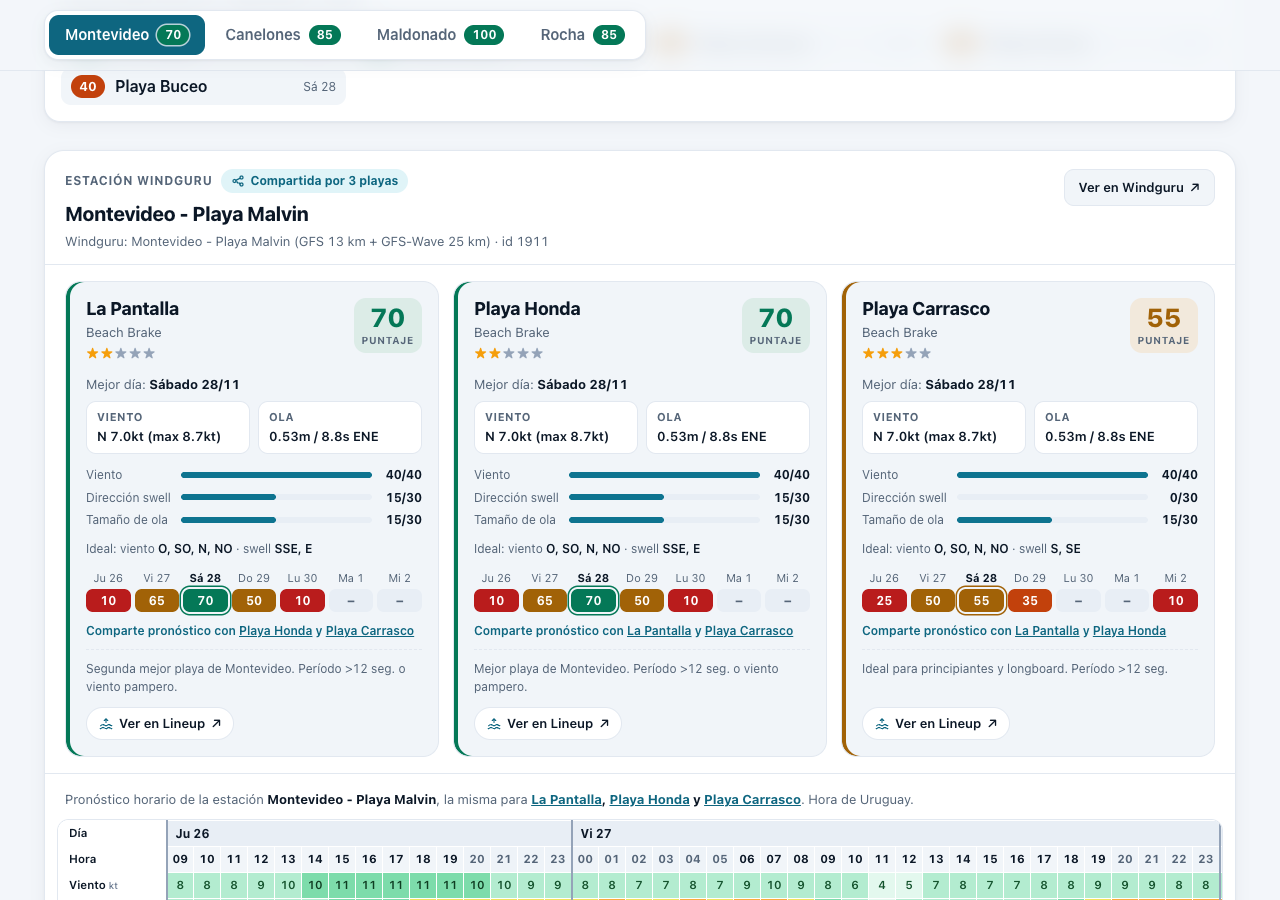 Montevideo 70 Canelones 85 Maldonado 100 Rocha 85
40 Playa Buceo Sá 28
ESTACIÓN WINDGURU Compartida por 3 playas
Ver en Windguru ↗
Montevideo - Playa Malvin
Windguru: Montevideo - Playa Malvin (GFS 13 km + GFS-Wave 25 km) · id 1911
La Pantalla
70
PUNTAJE
Beach Brake
Mejor día: Sábado 28/11
VIENTO
N 7.0kt (max 8.7kt)
OLA
0.53m / 8.8s ENE
Viento 40/40
Dirección swell 15/30
Tamaño de ola 15/30
Ideal: viento O, SO, N, NO · swell SSE, E
Ju 26 Vi 27 Sá 28 Do 29 Lu 30 Ma 1 Mi 2
10 65 70 50 10 – –
Comparte pronóstico con Playa Honda y Playa Carrasco
Segunda mejor playa de Montevideo. Período >12 seg. o
viento pampero.
Ver en Lineup ↗
Playa Honda
70
PUNTAJE
Beach Brake
Mejor día: Sábado 28/11
VIENTO
N 7.0kt (max 8.7kt)
OLA
0.53m / 8.8s ENE
Viento 40/40
Dirección swell 15/30
Tamaño de ola 15/30
Ideal: viento O, SO, N, NO · swell SSE, E
Ju 26 Vi 27 Sá 28 Do 29 Lu 30 Ma 1 Mi 2
10 65 70 50 10 – –
Comparte pronóstico con La Pantalla y Playa Carrasco
Mejor playa de Montevideo. Período >12 seg. o viento
pampero.
Ver en Lineup ↗
Playa Carrasco
55
PUNTAJE
Beach Brake
Mejor día: Sábado 28/11
VIENTO
N 7.0kt (max 8.7kt)
OLA
0.53m / 8.8s ENE
Viento 40/40
Dirección swell 0/30
Tamaño de ola 15/30
Ideal: viento O, SO, N, NO · swell S, SE
Ju 26 Vi 27 Sá 28 Do 29 Lu 30 Ma 1 Mi 2
25 50 55 35 – – 10
Comparte pronóstico con La Pantalla y Playa Honda
Ideal para principiantes y longboard. Período >12 seg.
Ver en Lineup ↗
Pronóstico horario de la estación Montevideo - Playa Malvin, la misma para La Pantalla, Playa Honda y Playa Carrasco. Hora de Uruguay.
Día Ju 26 Vi 27
Hora 09 10 11 12 13 14 15 16 17 18 19 20 21 22 23 00 01 02 03 04 05 06 07 08 09 10 11 12 13 14 15 16 17 18 19 20 21 22 23
Viento kt 8 8 8 9 10 10 11 11 11 11 11 10 10 9 9 8 8 7 7 8 7 9 10 9 8 6 4 5 7 8 7 7 8 8 9 9 9 8 8